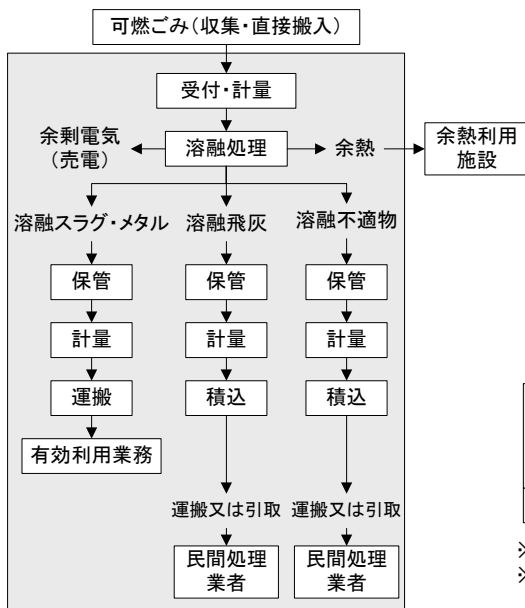 可燃ごみ(収集・直接搬入)
受付・計量
余剰電気
(売電)
溶融処理
余熱
余熱利用
施設
溶融スラグ・メタル
溶融飛灰
溶融不適物
保管
保管
保管
計量
計量
計量
運搬
積込
積込
有効利用業務
運搬又は引取
運搬又は引取
民間処理
業者
民間処理
業者
※
※